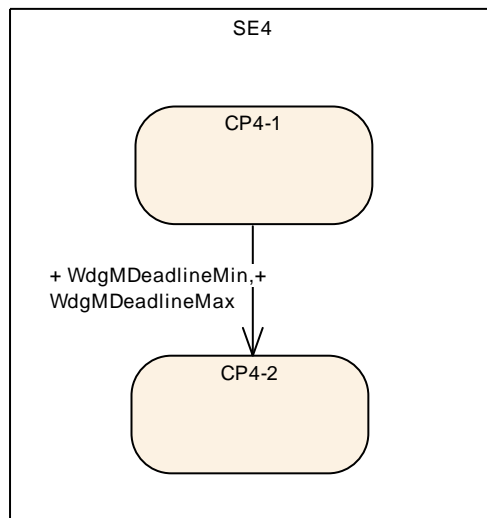 SE4
CP4-1
+ WdgMDeadlineMin,+
WdgMDeadlineMax
CP4-2